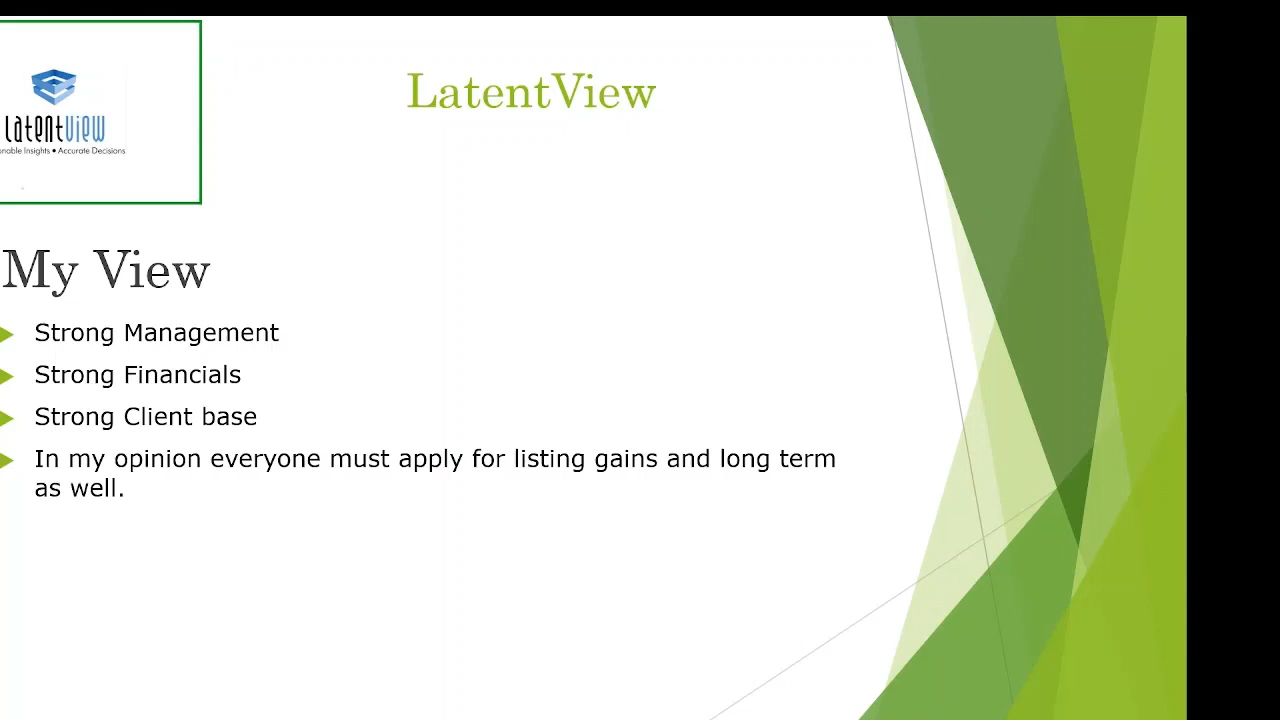 LatentView
latentview
Insights • Accurate Decisions
My View
Strong Management
Strong Financials
Strong Client base
In my opinion everyone must apply for listing gains and long term
as well.